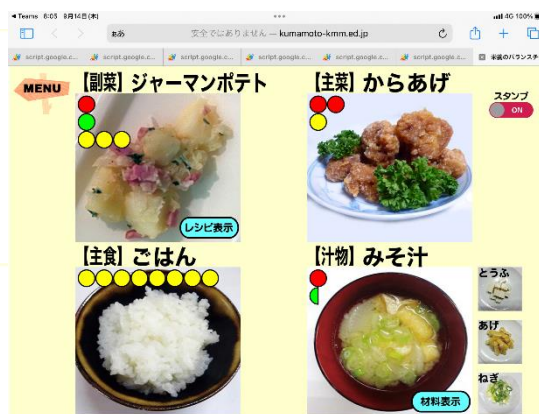 ◀ Teams 8:05 9月14日(木)
4G 100%
ぁあ
安全ではありません — kumamoto-kmm.ed.jp
script.google.c...
script.google.c...
script.google.c...
script.google.c...
script.google.c...
script.google.c...
栄養のバランスチ
MENU
【副菜】ジャーマンポテト
【主菜】からあげ
スタンプ
ON
レシピ表示
【主食】ごはん
【汁物】みそ汁
とうふ
あげ
ねぎ
材料表示